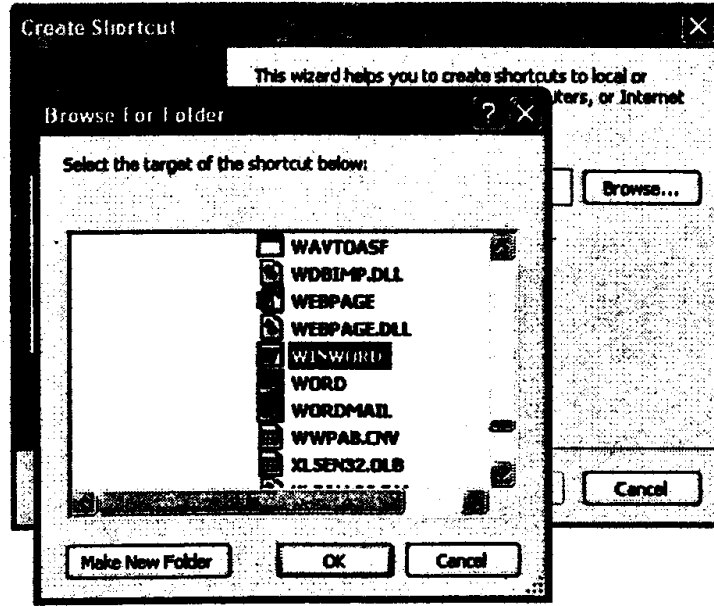 Create Shortcut
This wizard helps you to create shortcuts to local or
uters, or Internet
Browse For Folder
Select the target of the shortcut below:
Browse...
WAVTOASF
WDBIMP.DLL
WEBPAGE
WEBPAGE.DLL
WINWORD
WORD
WORDMAIL
WWPAB.CNV
XLSEN32.OLB
Cancel
Make New Folder
OK
Cancel